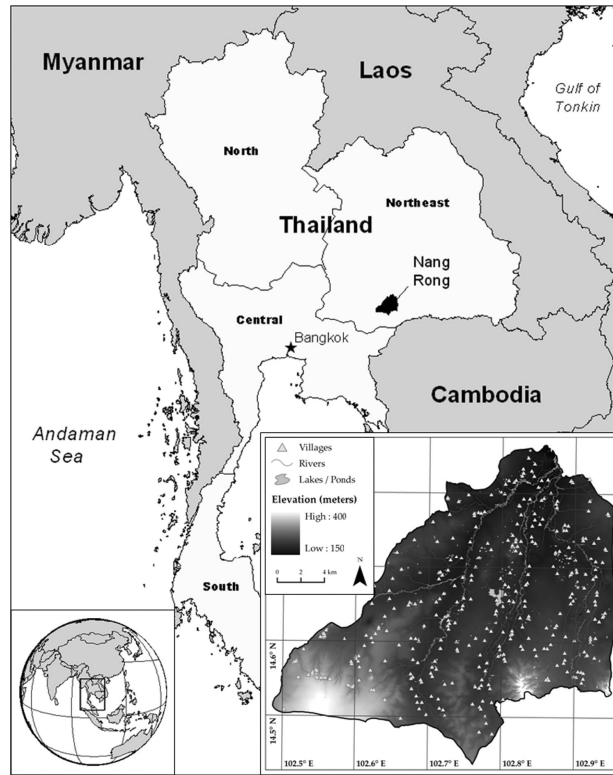 Myanmar
Laos
Gulf of
Tonkin
North
Northeast
Thailand
Nang
Rong
Central
Bangkok
Cambodia
Andaman
Sea
South
Villages
Rivers
Lakes / Ponds
Elevation (meters)
High : 400
Low : 150
N
0 2 4 km
14.6° N
14.5° N
102.5° E 102.6° E 102.7° E 102.8° E 102.9° E